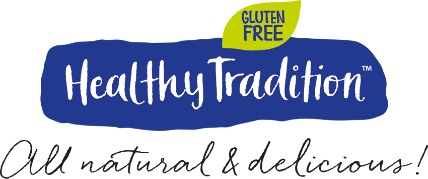 GLUTEN
FREE
Healthy Tradition™
All natural & delicious!